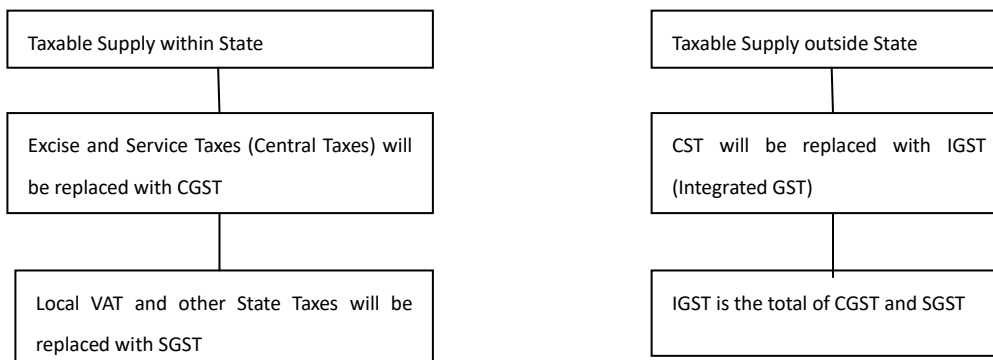 Taxable Supply within State
Excise and Service Taxes (Central Taxes) will
be replaced with CGST
Local VAT and other State Taxes will be
replaced with SGST
Taxable Supply outside State
CST will be replaced with IGST
(Integrated GST)
IGST is the total of CGST and SGST